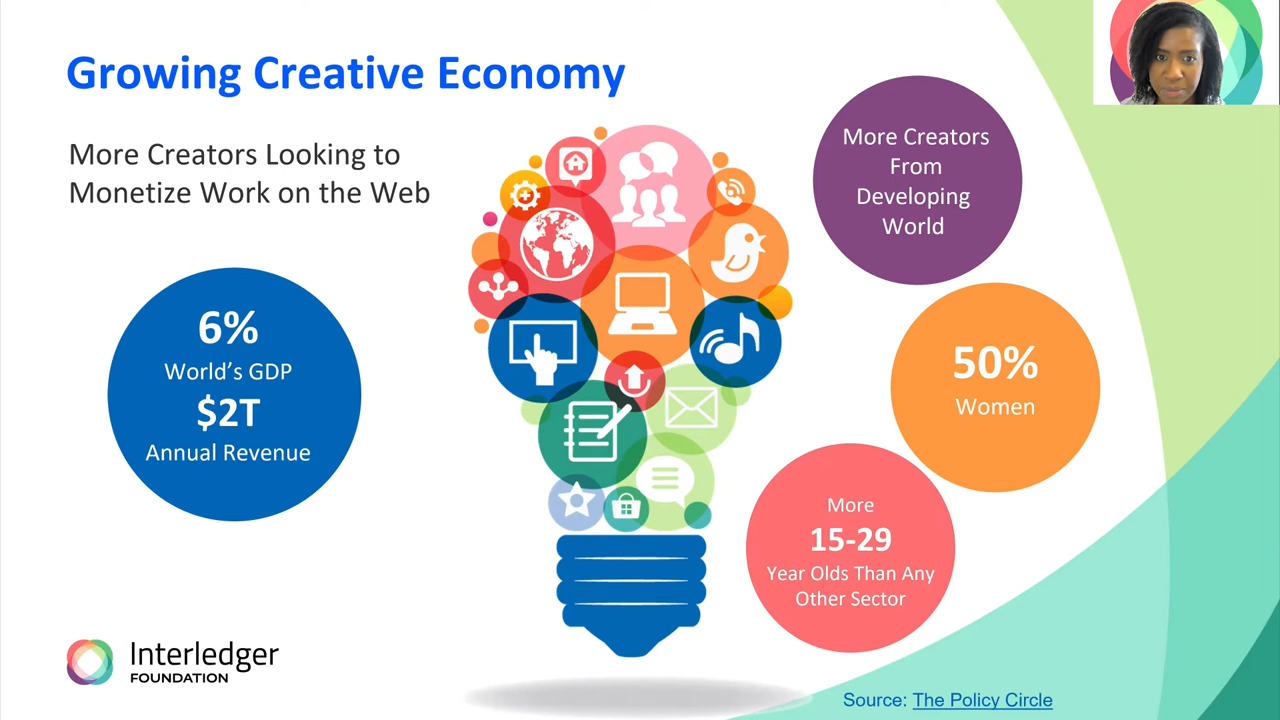 Growing Creative Economy
More Creators Looking to
Monetize Work on the Web
6%
World's GDP
$2T
Annual Revenue
More Creators
From
Developing
World
50%
Women
More
15-29
Year Olds Than Any
Other Sector
Interledger
FOUNDATION
Source: The Policy Circle